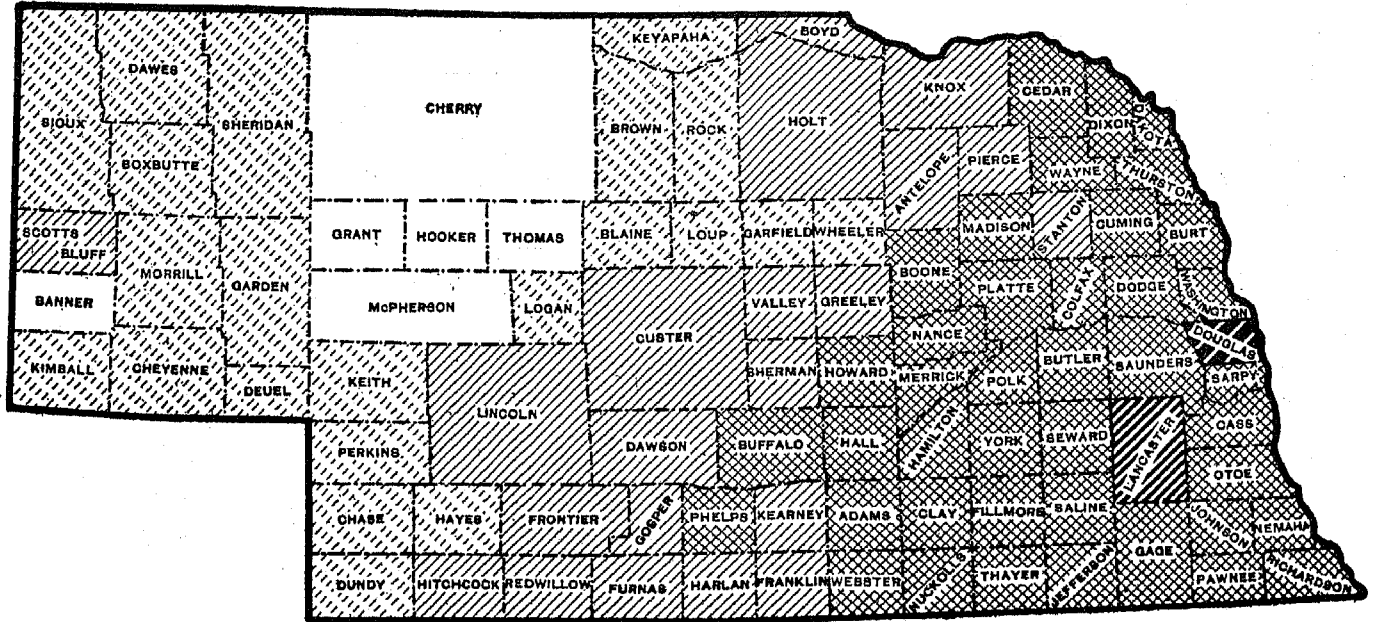 KEYAPAHA
BOYD
DAWES
CHERRY
KNOX
CEDAR
SIOUX
SHERIDAN
BROWN
ROCK
HOLT
DIXON
DAKOTA
BOXBUTTE
ANTELOPE
PIERCE
WAYNE
THURSTON
SCOTTS
BLUFF
GRANT
HOOKER
THOMAS
BLAINE
LOUP
GARFIELD
WHEELER
MADISON
STANTON
CUMING
BURT
MORRILL
GARDEN
BOONE
BANNER
McPHERSON
LOGAN
CUSTER
VALLEY
GREELEY
PLATTE
COLFAX
DODGE
WASHINGTON
NANCE
DOUGLAS
KIMBALL
CHEYENNE
DEUEL
KEITH
SHERMAN
HOWARD
MERRICK
POLK
BUTLER
SAUNDERS
SARPY
LINCOLN
PERKINS
DAWSON
BUFFALO
HALL
HAMILTON
YORK
SEWARD
LANCASTER
CASS
OTOE
CHASE
HAYES
FRONTIER
GOSPER
PHELPS
KEARNEY
ADAMS
CLAY
FILLMORE
SALINE
JOHNSON
NEMAHA
DUNDY
HITCHCOCK
REDWILLOW
FURNAS
HARLAN
FRANKLIN
WEBSTER
NUCKOLLS
THAYER
JEFFERSON
GAGE
PAWNEE
RICHARDSON